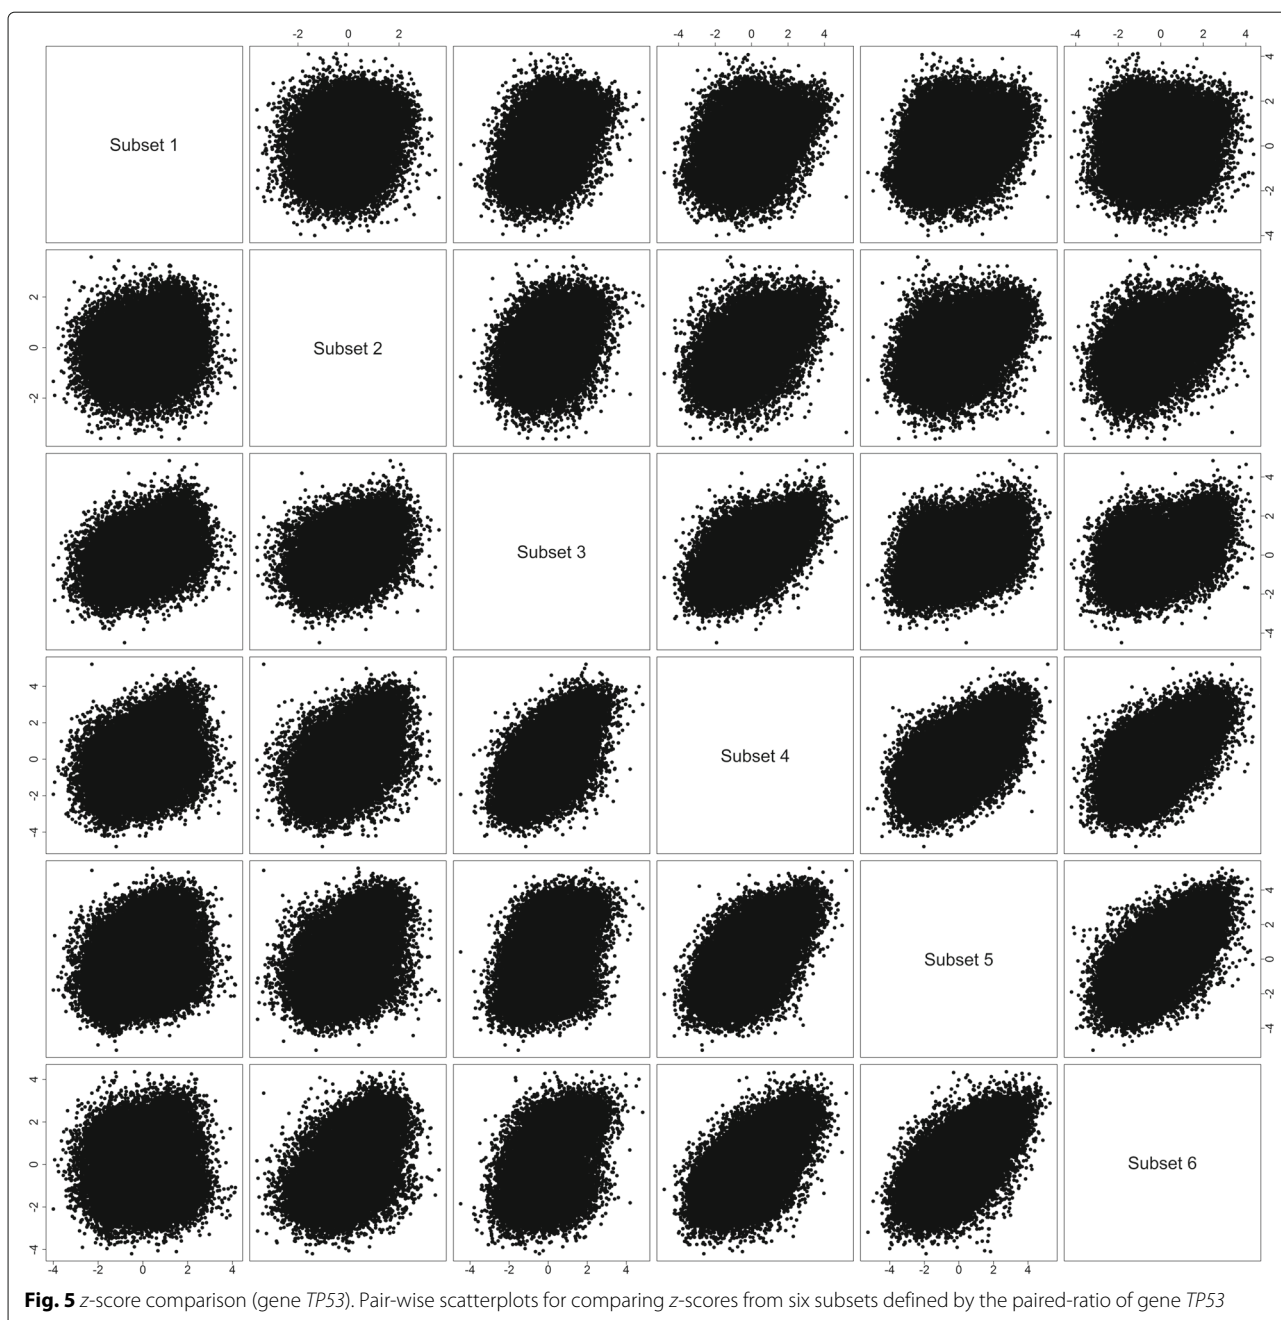 -2 0 2
-4 -2 0 2 4
-4 -2 0 2 4
Subset 1
4
2
0
-2
-4
2
0
-2
Subset 2
Subset 3
4
2
0
-2
-4
4
2
0
-2
-4
Subset 4
Subset 5
4
2
0
-2
-4
4
2
0
-2
-4
Subset 6
-4 -2 0 2 4
-4 -2 0 2 4
-4 -2 0 2 4
Fig. 5 z-score comparison (gene TP53). Pair-wise scatterplots for comparing z-scores from six subsets defined by the paired-ratio of gene TP53